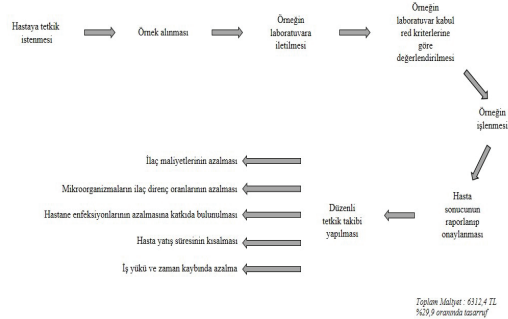 Hastaya tetkik
istenmesi
Örnek alınması
Örneğin
laboratuvara
iletilmesi
Örneğin
laboratuvar kabul
red kriterlerine
göre
değerlendirilmesi
Örneğin
işlenmesi
Hasta
sonucunun
raporlanıp
onaylanması
Düzenli
tetkik takibi
yapılması
İlaç maliyetlerinin azalması
Mikroorganizmaların ilaç direnç oranlarının azalması
Hastane enfeksiyonlarının azalmasına katkıda bulunulması
Hasta yatış süresinin kısalması
İş yükü ve zaman kaybında azalma
Toplam Maliyet : 6312,4 TL
%29,9 oranında tasarruf